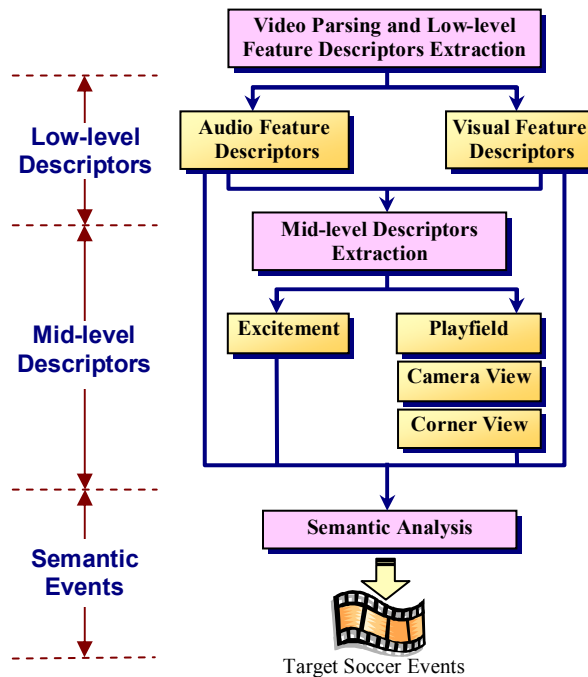 Video Parsing and Low-level
Feature Descriptors Extraction
Low-level
Descriptors
Audio Feature
Descriptors
Visual Feature
Descriptors
Mid-level Descriptors
Extraction
Mid-level
Descriptors
Excitement
Playfield
Camera View
Corner View
Semantic
Events
Semantic Analysis
Target Soccer Events